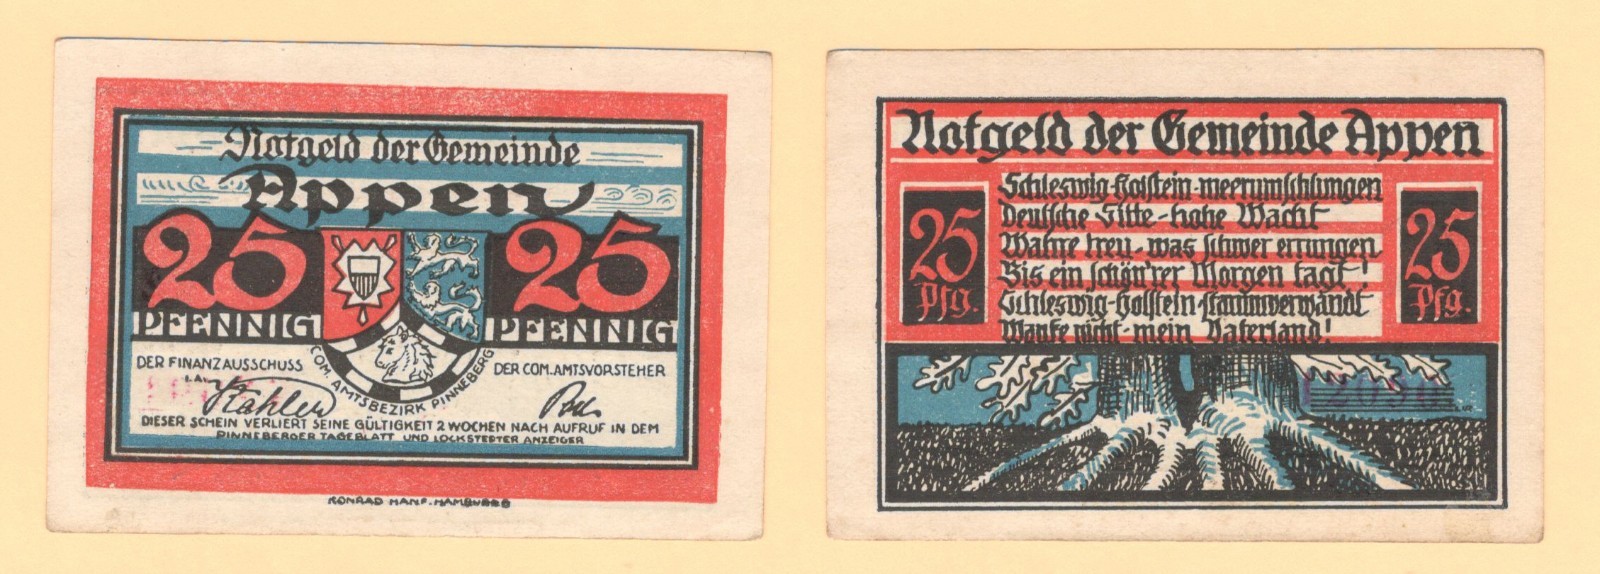 Notgeld der Gemeinde
Appen
25 25
PFENNIG PFENNIG
DER FINANZAUSSCHUSS
I.A.
Kahlen
COM. AMTSBEZIRK PINNEBERG
DER COM. AMTSVORSTEHER
DIESER SCHEIN VERLIERT SEINE GÜLTIGKEIT 2 WOCHEN NACH AUFRUF IN DEM
PINNEBERGER TAGEBLATT UND LOCKSTEDTER ANZEIGER
KONRAD HANF. HAMBURG 8
Notgeld der Gemeinde Appen
25 Pfg.
Schleswig-Holstein meerumschlungen
Deutsche Sitte - hohe Wacht
Wahre treu - was schwer errungen
Bis ein schön'rer Morgen tagt!
Schleswig-Holstein stammverwandt
Wanke nicht - mein Vaterland!
25 Pfg.